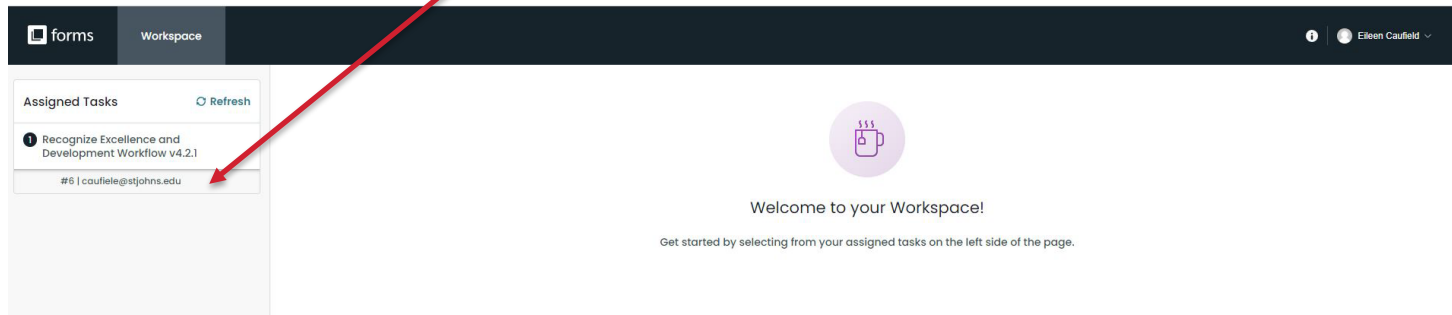 forms
Workspace
Eileen Caufield
Assigned Tasks
Refresh
1 Recognize Excellence and
Development Workflow v4.2.1
#6 | caufiele@stjohns.edu
Welcome to your Workspace!
Get started by selecting from your assigned tasks on the left side of the page.